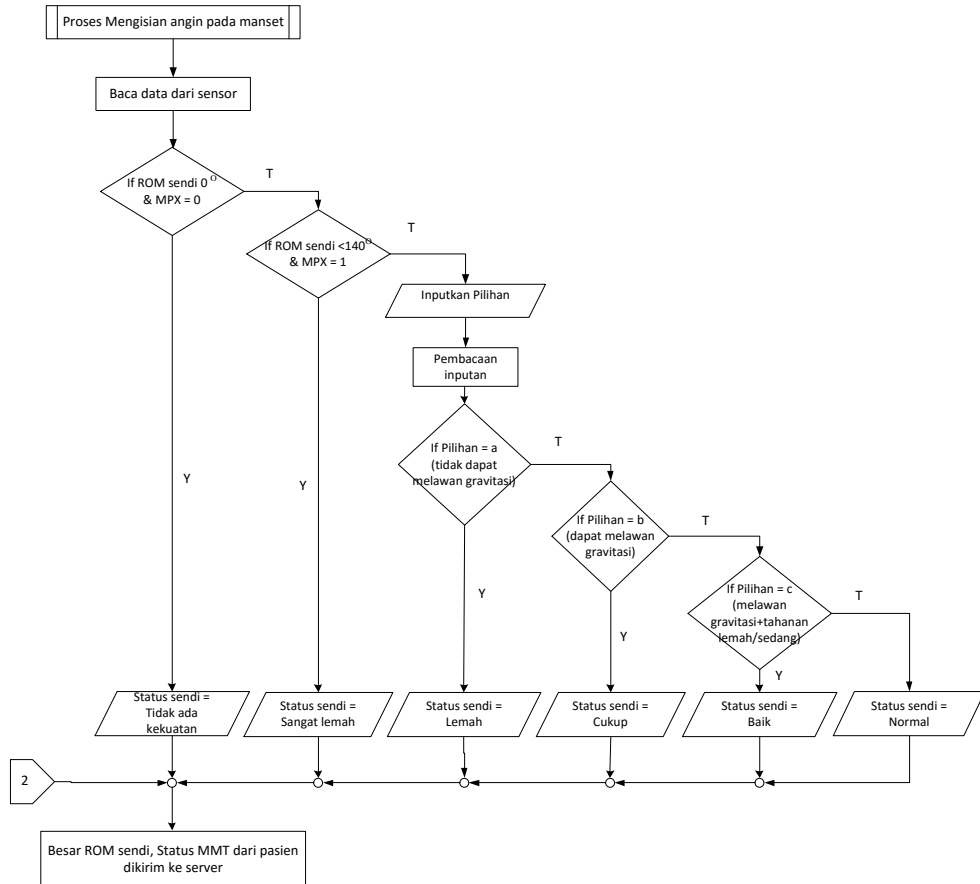 Proses Mengisian angin pada manset
Baca data dari sensor
If ROM sendi 0°
& MPX = 0
T
If ROM sendi <140°
& MPX = 1
T
Inputkan Pilihan
Pembacaan
inputan
If Pilihan = a
(tidak dapat
melawan gravitasi)
T
Y
Y
If Pilihan = b
(dapat melawan
gravitasi)
T
If Pilihan = c
(melawan
gravitasi+tahanan
lemah/sedang)
T
Y
Y
Y
Status sendi =
Tidak ada
kekuatan
Status sendi =
Sangat lemah
Status sendi =
Lemah
Status sendi =
Cukup
Status sendi =
Baik
Status sendi =
Normal
2
Besar ROM sendi, Status MMT dari pasien
dikirim ke server